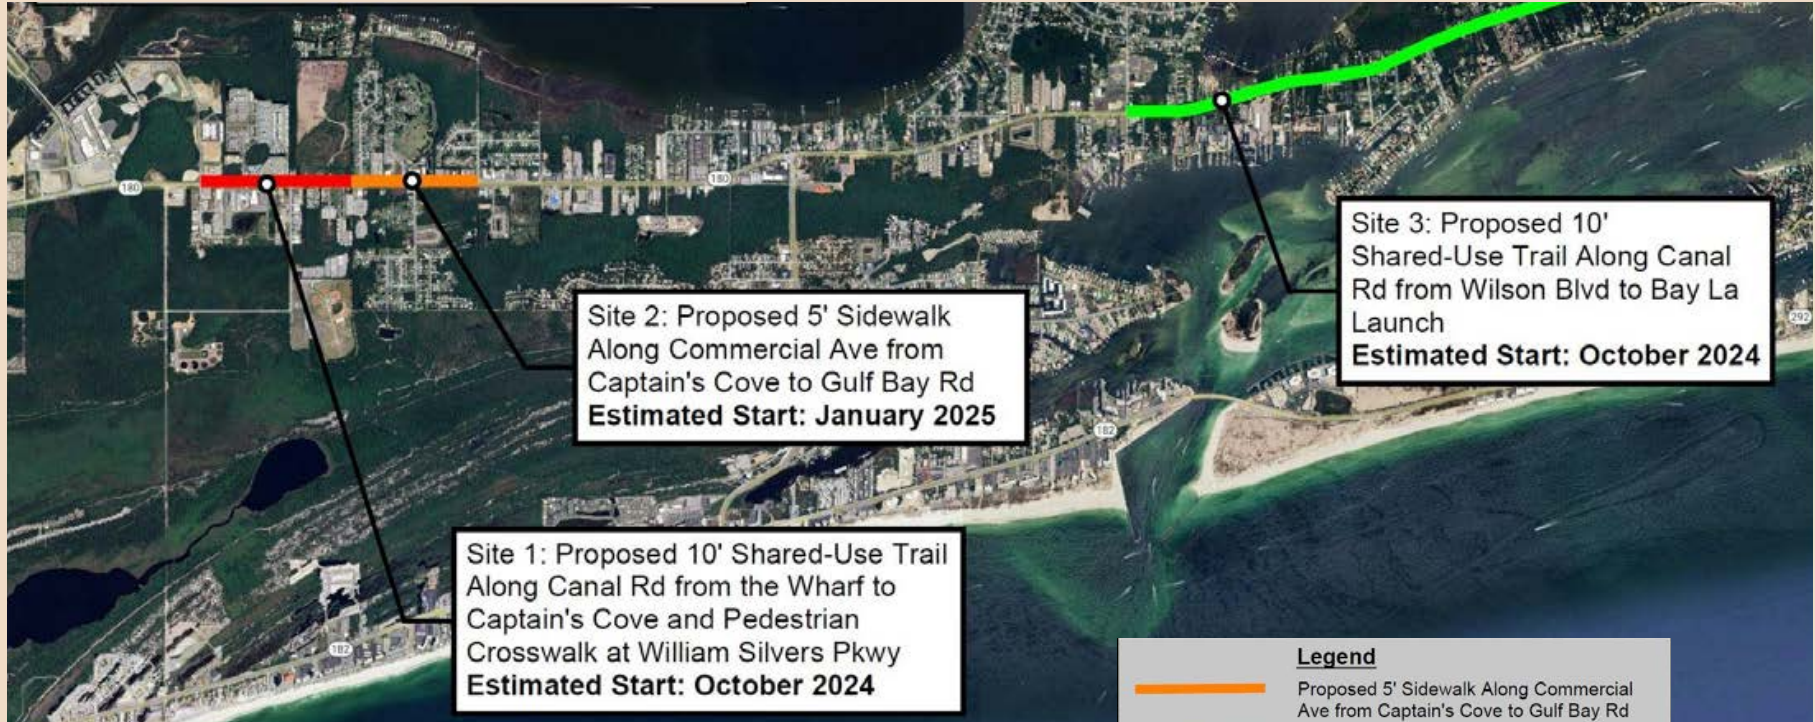 180
180
Site 3: Proposed 10'
Shared-Use Trail Along Canal
Rd from Wilson Blvd to Bay La
Launch
Estimated Start: October 2024
292
Site 2: Proposed 5' Sidewalk
Along Commercial Ave from
Captain's Cove to Gulf Bay Rd
Estimated Start: January 2025
182
Site 1: Proposed 10' Shared-Use Trail
Along Canal Rd from the Wharf to
Captain's Cove and Pedestrian
Crosswalk at William Silvers Pkwy
Estimated Start: October 2024
182
Legend
Proposed 5' Sidewalk Along Commercial
Ave from Captain's Cove to Gulf Bay Rd